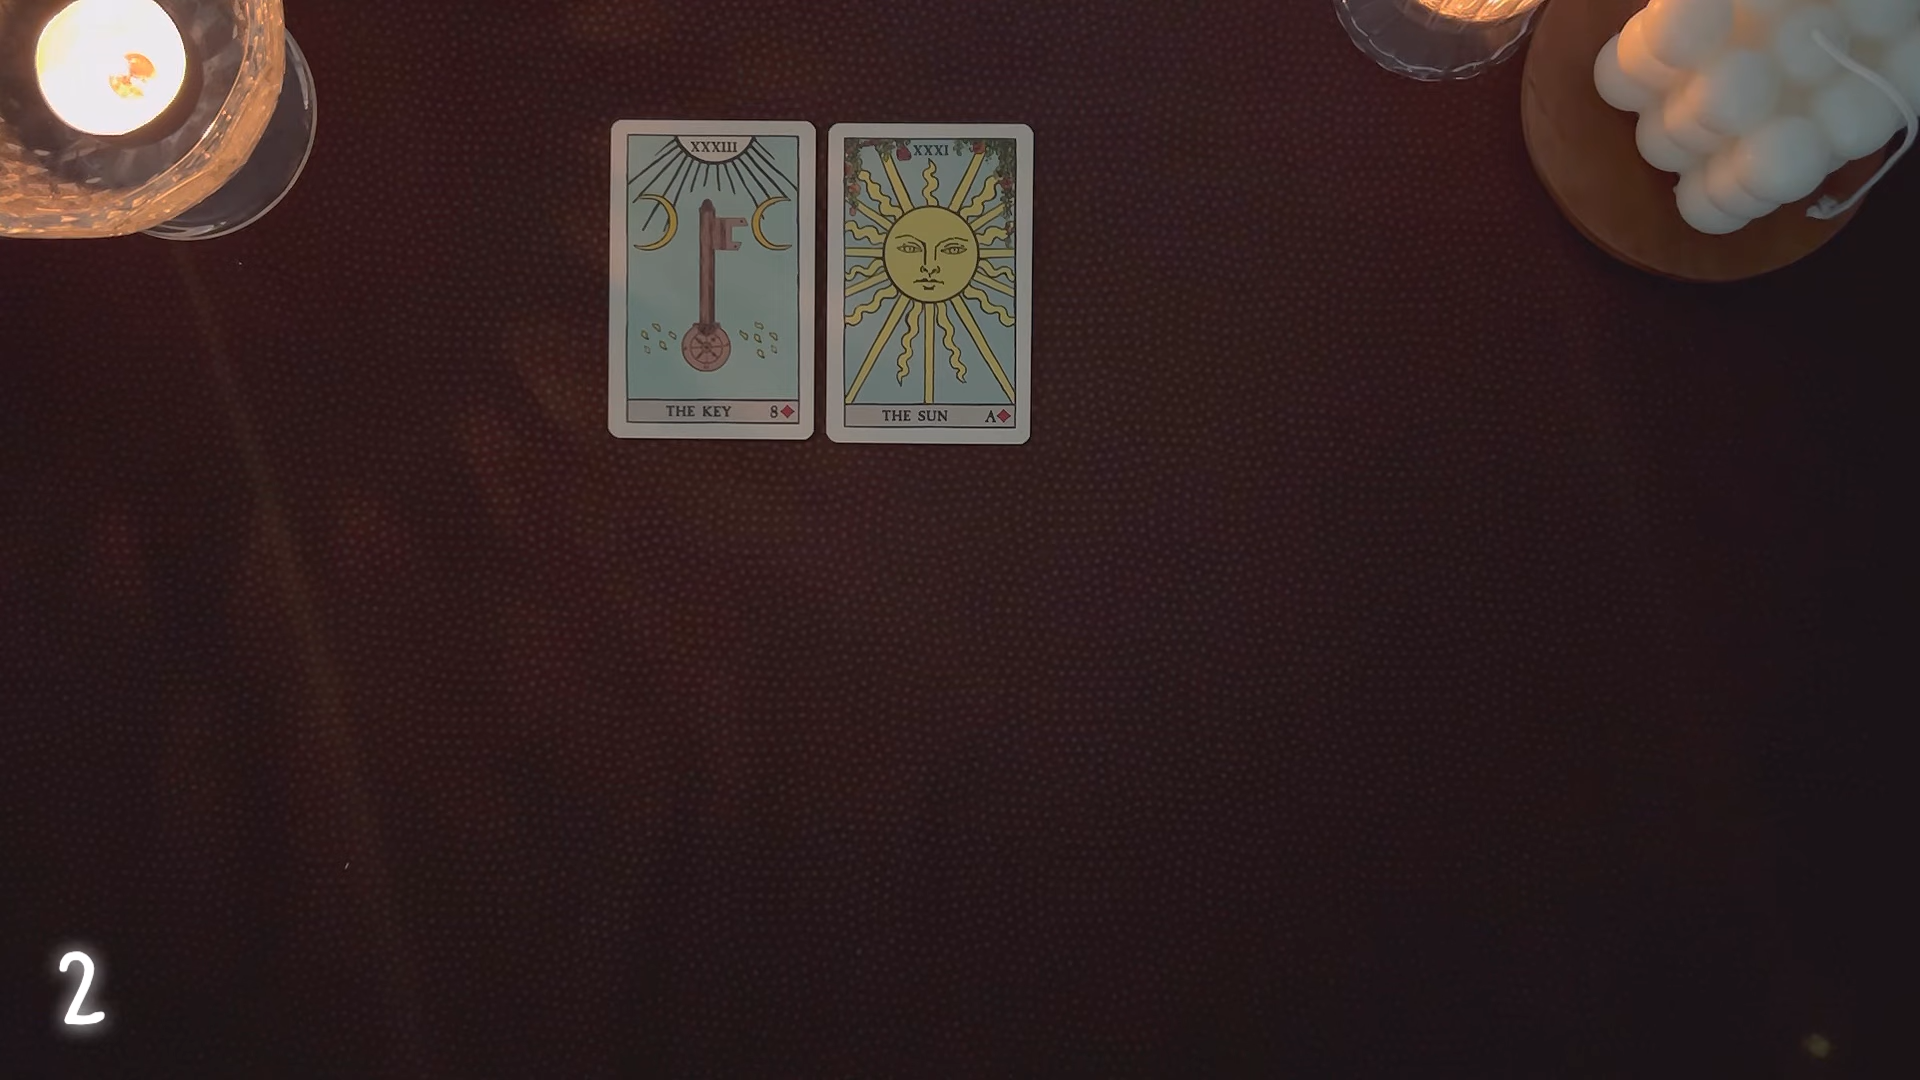 XXXIII
THE KEY 8♦
XXXI
THE SUN A♦
2